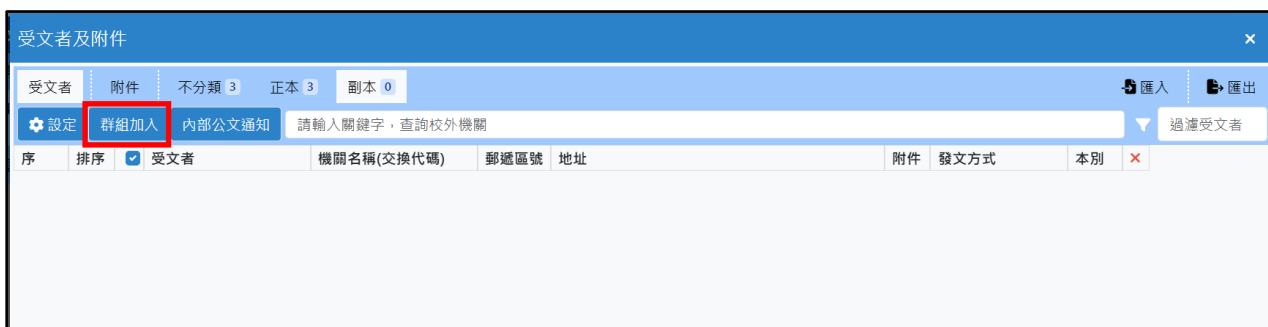 受文者及附件 ×
受文者 附件 不分類 3 正本 3 副本 0 匯入 匯出
設定 群組加入 內部公文通知 請輸入關鍵字，查詢校外機關 過濾受文者
序 排序 受文者 機關名稱(交換代碼) 郵遞區號 地址 附件 發文方式 本別 ×